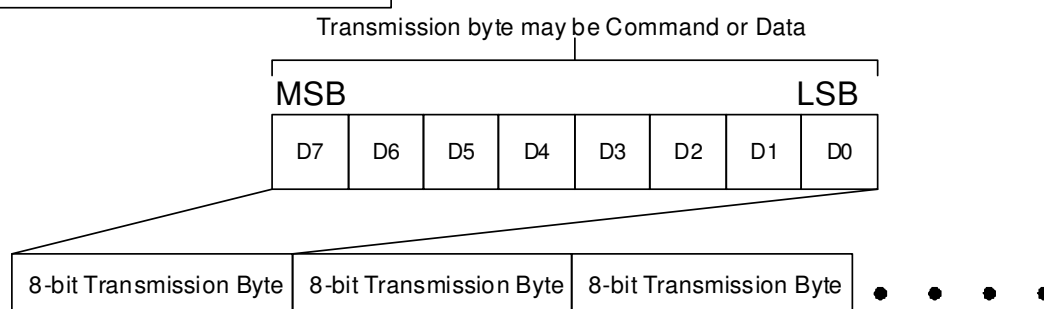 Transmission byte may be Command or Data
MSB LSB
D7 D6 D5 D4 D3 D2 D1 D0
8-bit Transmission Byte 8-bit Transmission Byte 8-bit Transmission Byte